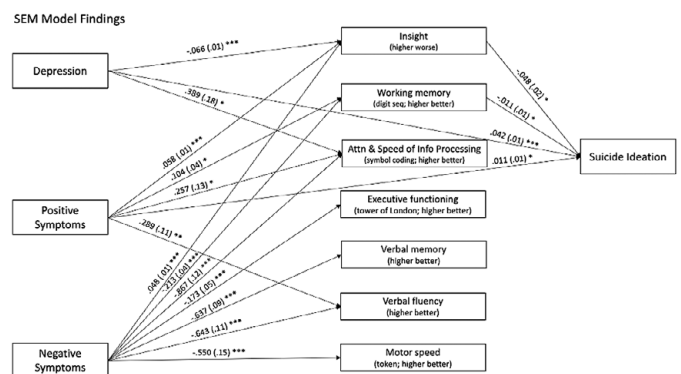 SEM Model Findings
Depression
Positive
Symptoms
Negative
Symptoms
Insight
(higher worse)
Working memory
(digit seq; higher better)
Attn & Speed of Info Processing
(symbol coding; higher better)
Executive functioning
(tower of London; higher better)
Verbal memory
(higher better)
Verbal fluency
(higher better)
Motor speed
(token; higher better)
Suicide Ideation
-.066 (.01) ***
.389 (.18) *
-.048 (.02) *
-.011 (.01) *
.042 (.01) ***
.011 (.01) *
.058 (.01) ***
.104 (.04) *
.257 (.13) *
.289 (.11) **
.048 (.01) ***
-.213 (.04) ***
-.867 (.12) ***
-.173 (.05) ***
-.637 (.09) ***
-.643 (.11) ***
-.550 (.15) ***